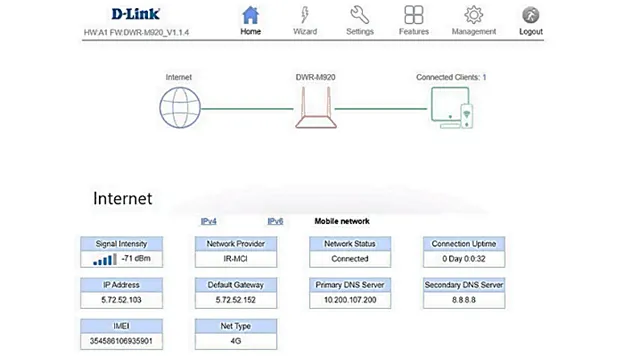 D-Link
HW:A1 FW:DWR-M920_V1.1.4
Home
Wizard
Settings
Features
Management
Logout
Internet
DWR-M920
Connected Clients: 1
Internet
IPv4
IPv6
Mobile network
Signal Intensity
Network Provider
Network Status
Connection Uptime
-71 dBm
IR-MCI
Connected
0 Day 0:0:32
IP Address
Default Gateway
Primary DNS Server
Secondary DNS Server
5.72.52.103
5.72.52.152
10.200.107.200
8.8.8.8
IMEI
Net Type
354586106935901
4G